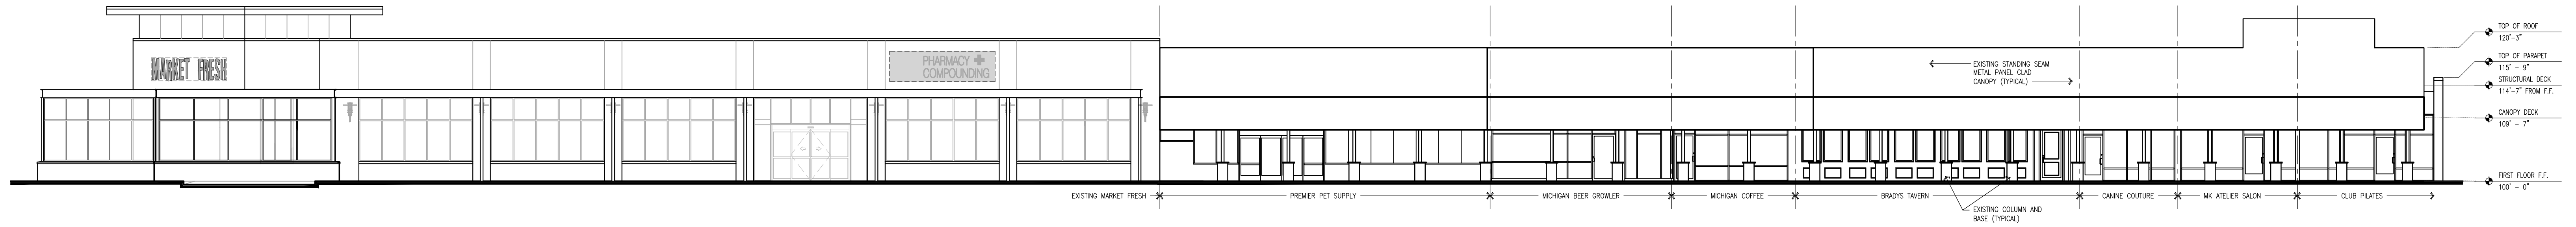 TOP OF ROOF
120'-3"
MARKET FRESH
PHARMACY
COMPOUNDING
TOP OF PARAPET
115' - 9"
EXISTING STANDING SEAM
METAL PANEL CLAD
CANOPY (TYPICAL)
STRUCTURAL DECK
114'-7" FROM F.F.
CANOPY DECK
109' - 7"
FIRST FLOOR F.F.
100' - 0"
EXISTING MARKET FRESH
PREMIER PET SUPPLY
MICHIGAN BEER GROWLER
MICHIGAN COFFEE
BRADYS TAVERN
CANINE COUTURE
MK ATELIER SALON
CLUB PILATES
EXISTING COLUMN AND
BASE (TYPICAL)